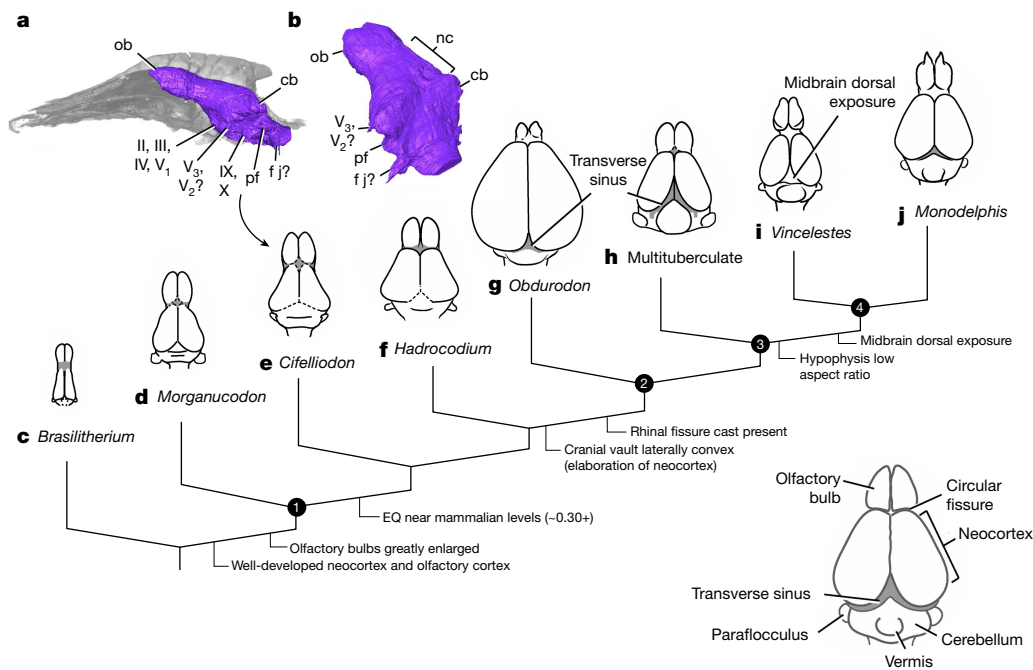 a
ob
cb
II, III,
IV, V1
V3,
V2?
IX,
X
pf
f j?
b
ob
nc
cb
V3,
V2?
pf
f j?
Transverse
sinus
Midbrain dorsal
exposure
c Brasilitherium
d Morganucodon
e Cifelliodon
f Hadrocodium
g Obdurodon
h Multituberculate
i Vincelestes
j Monodelphis
4
3
2
1
Midbrain dorsal exposure
Hypophysis low
aspect ratio
Rhinal fissure cast present
Cranial vault laterally convex
(elaboration of neocortex)
EQ near mammalian levels (~0.30+)
Olfactory bulbs greatly enlarged
Well-developed neocortex and olfactory cortex
Olfactory
bulb
Circular
fissure
Neocortex
Transverse sinus
Paraflocculus
Cerebellum
Vermis